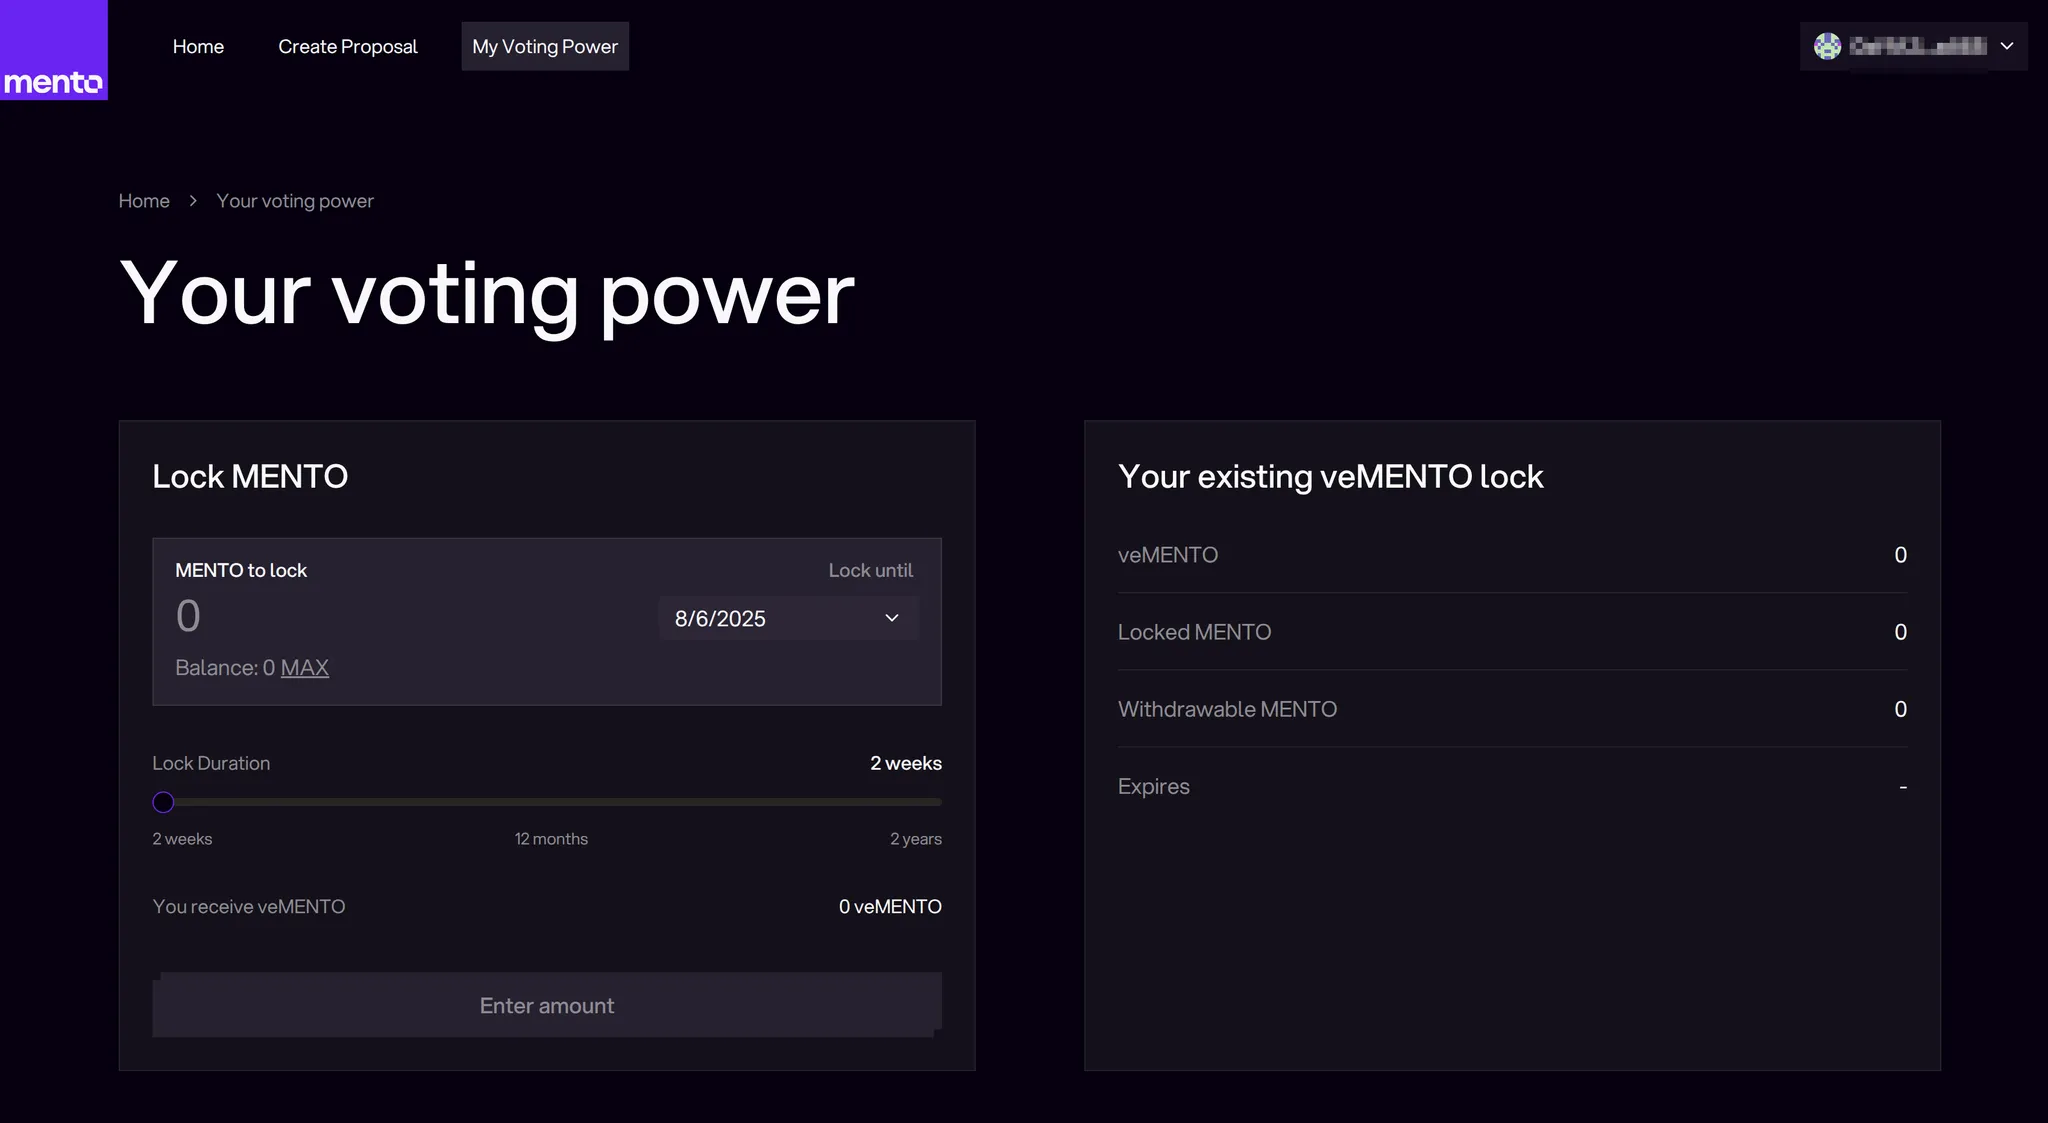 mento
Home
Create Proposal
My Voting Power
Home
Your voting power
Your voting power
Lock MENTO
MENTO to lock
Lock until
0
8/6/2025
Balance: 0 MAX
Lock Duration
2 weeks
2 weeks
12 months
2 years
You receive veMENTO
0 veMENTO
Enter amount
Your existing veMENTO lock
veMENTO
0
Locked MENTO
0
Withdrawable MENTO
0
Expires
-